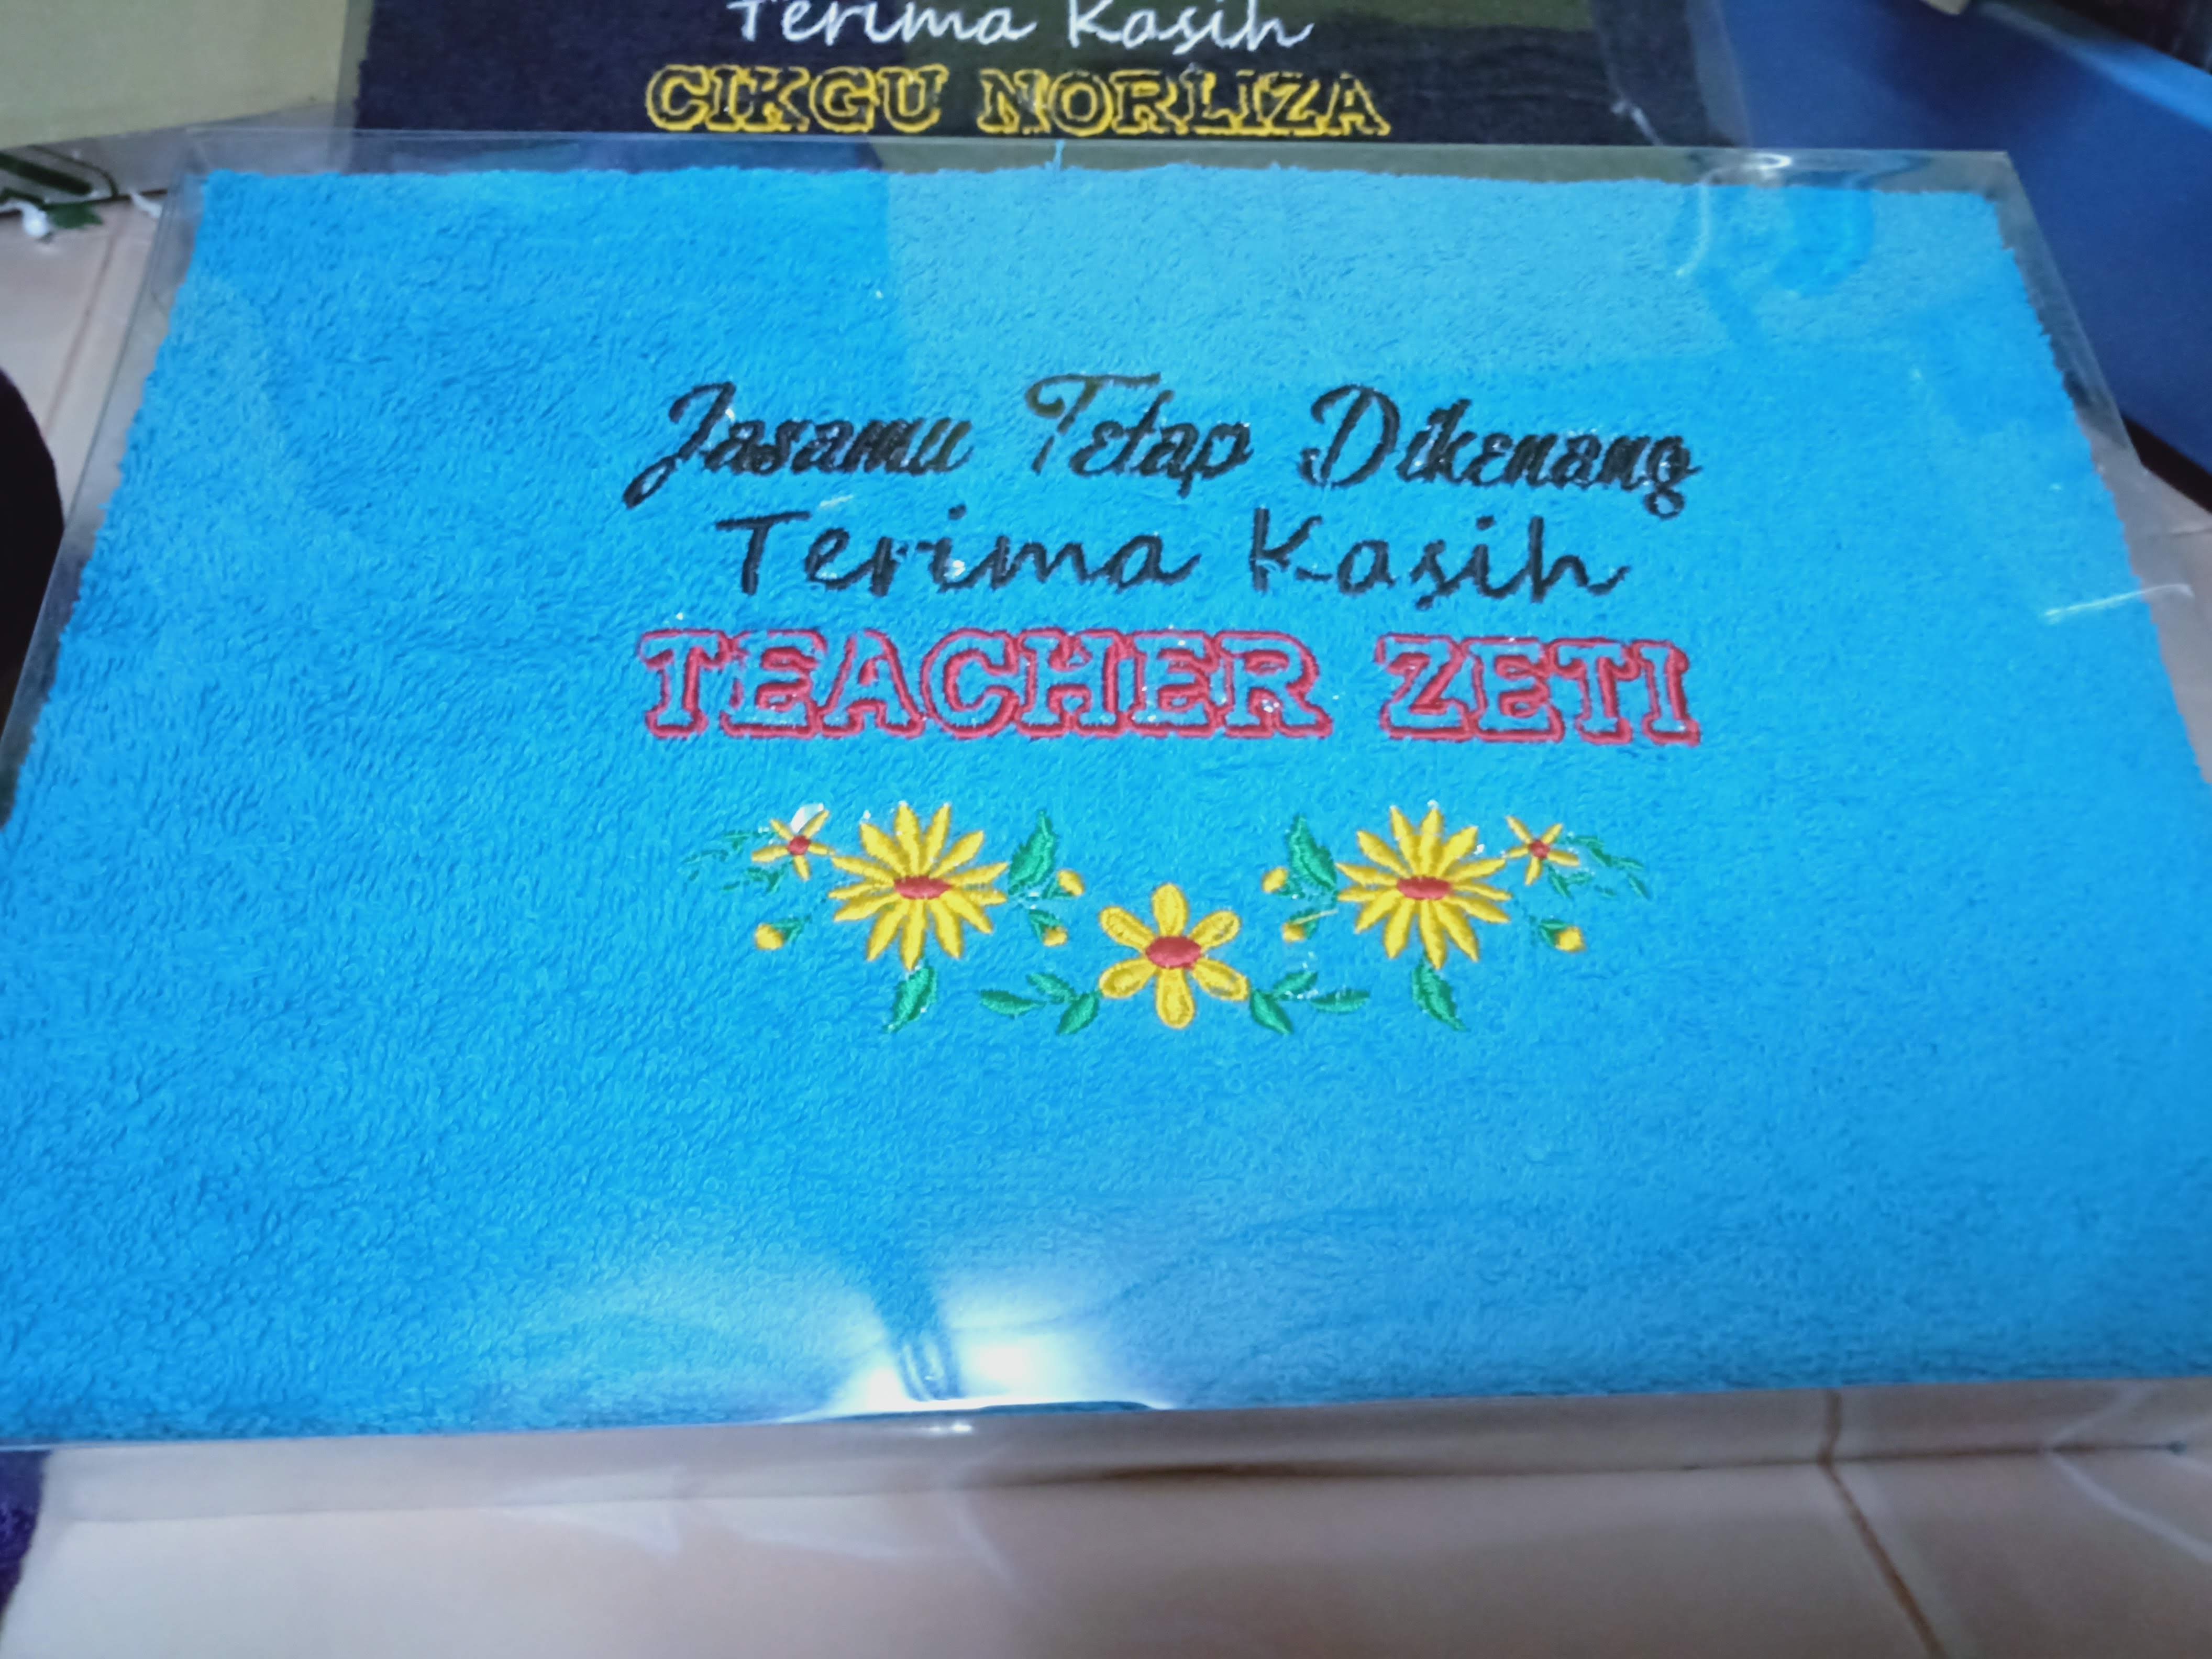 Terima Kasih
CIKGU NORLIZA
Jasamu Tetap Dikenang
Terima Kasih
TEACHER ZETI